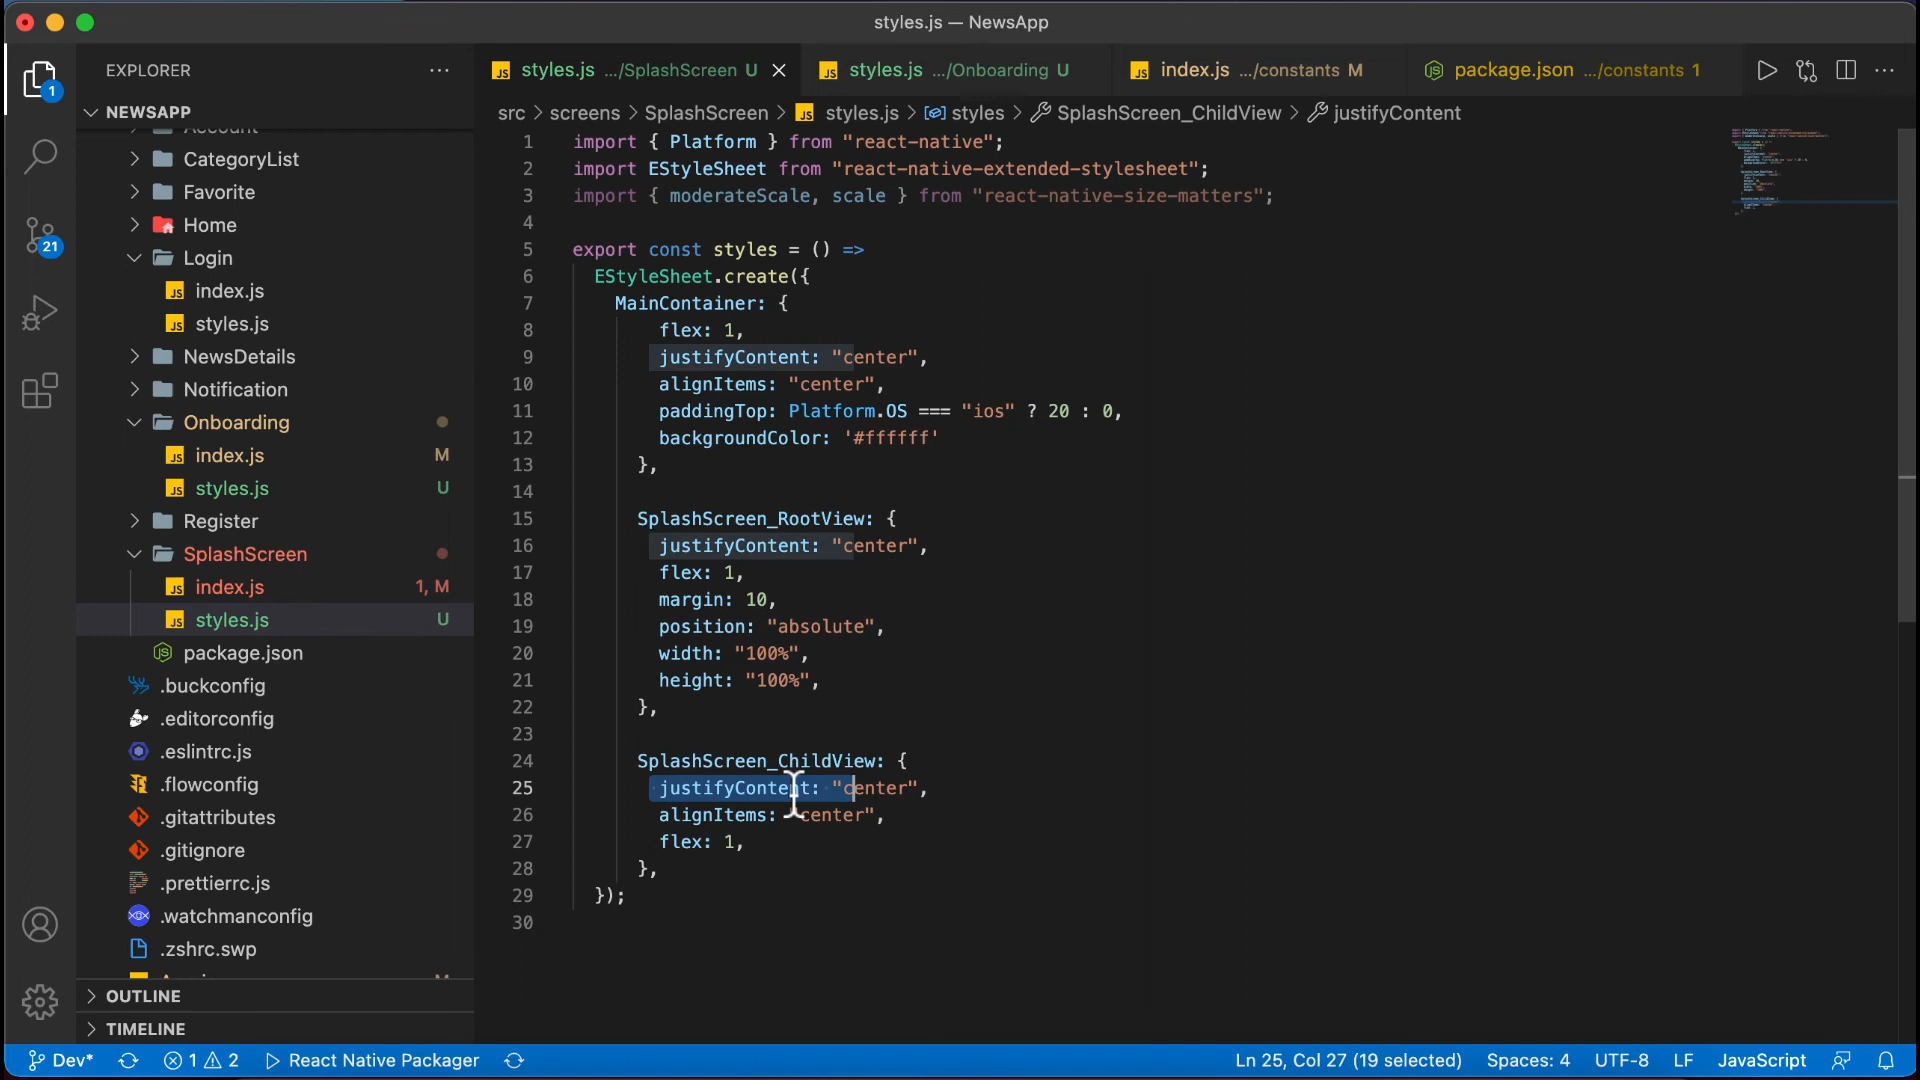 styles.js — NewsApp
EXPLORER
styles.js .../SplashScreen U
styles.js .../Onboarding U
index.js .../constants M
package.json .../constants 1
NEWSAPP
src > screens > SplashScreen > styles.js > styles > SplashScreen_ChildView > justifyContent
CategoryList
Favorite
Home
Login
index.js
styles.js
NewsDetails
Notification
Onboarding
index.js M
styles.js U
Register
SplashScreen
index.js 1, M
styles.js U
package.json
.buckconfig
.editorconfig
.eslintrc.js
.flowconfig
.gitattributes
.gitignore
.prettierrc.js
.watchmanconfig
.zshrc.swp
OUTLINE
TIMELINE
1
21
1 import { Platform } from "react-native";
2 import EStyleSheet from "react-native-extended-stylesheet";
3 import { moderateScale, scale } from "react-native-size-matters";
4
5 export const styles = () =>
6 EStyleSheet.create({
7 MainContainer: {
8 flex: 1,
9 justifyContent: "center",
10 alignItems: "center",
11 paddingTop: Platform.OS === "ios" ? 20 : 0,
12 backgroundColor: '#ffffff'
13 },
14
15 SplashScreen_RootView: {
16 justifyContent: "center",
17 flex: 1,
18 margin: 10,
19 position: "absolute",
20 width: "100%",
21 height: "100%",
22 },
23
24 SplashScreen_ChildView: {
25 justifyContent: "center",
26 alignItems: "center",
27 flex: 1,
28 },
29 });
30
Dev* 1 2 React Native Packager
Ln 25, Col 27 (19 selected) Spaces: 4 UTF-8 LF JavaScript